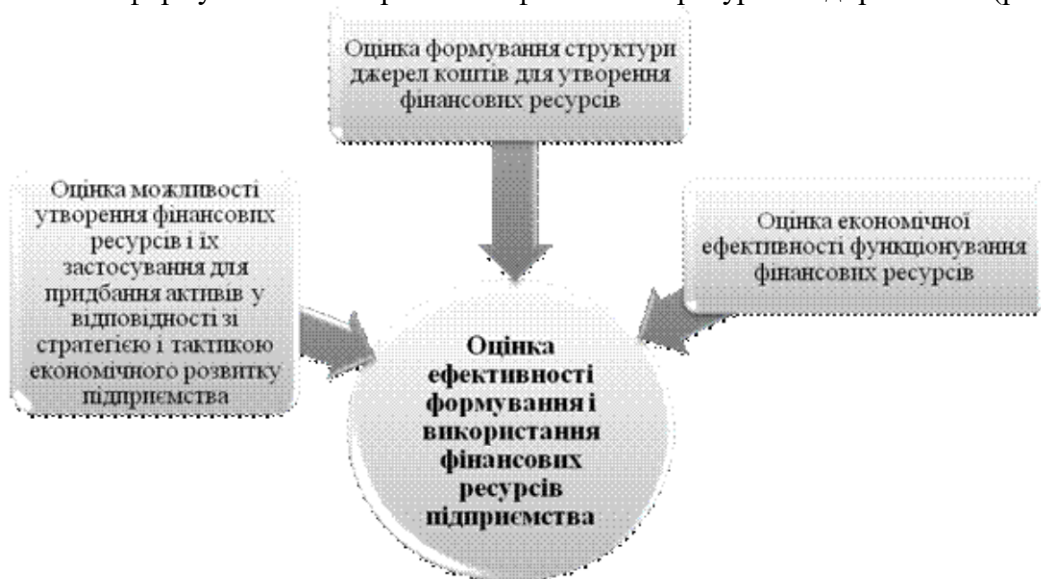 Оцінка формування структури
джерел коштів для утворення
фінансових ресурсів
Оцінка можливості
утворення фінансових
ресурсів і їх
застосування для
придбання активів у
відповідності зі
стратегією і тактикою
економічного розвитку
підприємства
Оцінка економічної
ефективності функціонування
фінансових ресурсів
Оцінка
ефективності
формування і
використання
фінансових
ресурсів
підприємства